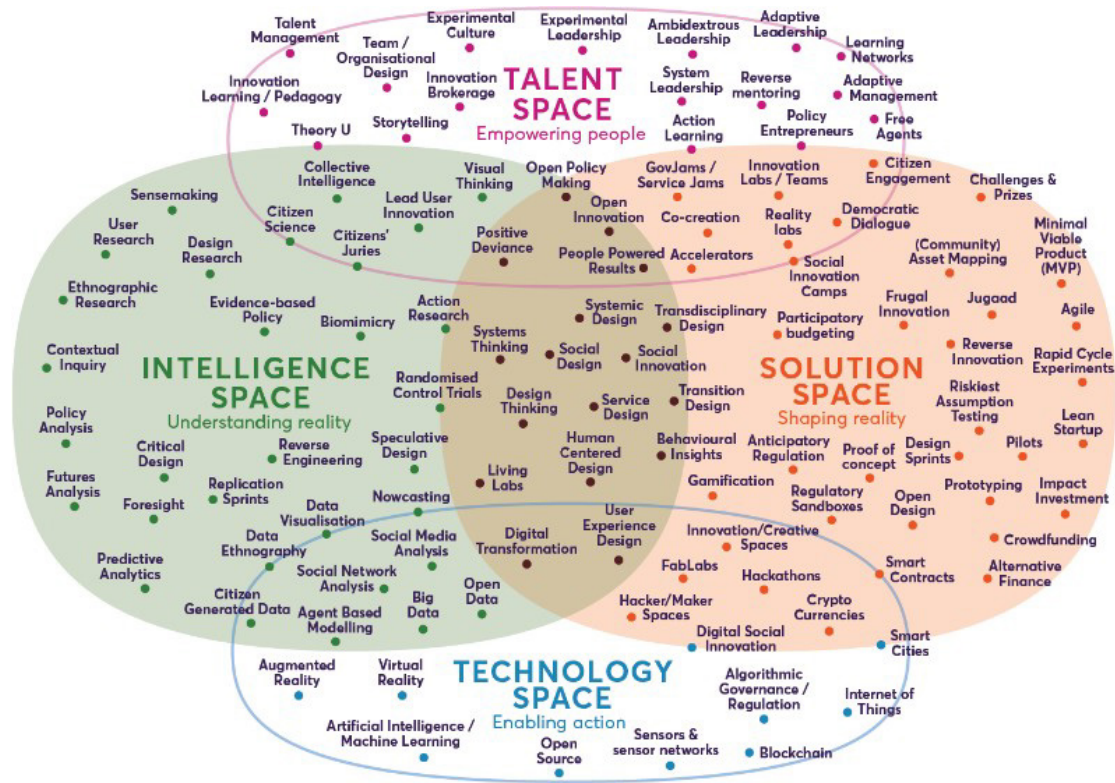 Talent
Management
Experimental
Culture
Experimental
Leadership
Ambidextrous
Leadership
Adaptive
Leadership
Learning
Networks
Team /
Organisational
Design
Innovation
Learning / Pedagogy
Innovation
Brokerage
TALENT
SPACE
Empowering people
System
Leadership
Reverse
mentoring
Adaptive
Management
Theory U
Storytelling
Action
Learning
Policy
Entrepreneurs
Free
Agents
Collective
Intelligence
Visual
Thinking
Open Policy
Making
GovJams /
Service Jams
Innovation
Labs / Teams
Citizen
Engagement
Challenges &
Prizes
Sensemaking
Lead User
Innovation
Open
Innovation
Co-creation
Reality
labs
Democratic
Dialogue
User
Research
Design
Research
Citizen
Science
Citizens'
Juries
Positive
Deviance
People Powered
Results
Accelerators
Social
Innovation
Camps
(Community)
Asset Mapping
Minimal
Viable
Product
(MVP)
Ethnographic
Research
Evidence-based
Policy
Biomimicry
Action
Research
Systemic
Design
Transdisciplinary
Design
Participatory
budgeting
Frugal
Innovation
Jugaad
Agile
Contextual
Inquiry
INTELLIGENCE
SPACE
Understanding reality
Systems
Thinking
Social
Design
Social
Innovation
SOLUTION
SPACE
Shaping reality
Reverse
Innovation
Rapid Cycle
Experiments
Randomised
Control Trials
Design
Thinking
Service
Design
Transition
Design
Riskiest
Assumption
Testing
Lean
Startup
Policy
Analysis
Critical
Design
Reverse
Engineering
Speculative
Design
Human
Centered
Design
Behavioural
Insights
Anticipatory
Regulation
Proof of
concept
Design
Sprints
Pilots
Futures
Analysis
Foresight
Replication
Sprints
Nowcasting
Living
Labs
Gamification
Regulatory
Sandboxes
Open
Design
Prototyping
Impact
Investment
Data
Visualisation
Data
Ethnography
Social Media
Analysis
Digital
Transformation
User
Experience
Design
Innovation/Creative
Spaces
Crowdfunding
Predictive
Analytics
Social Network
Analysis
FabLabs
Hackathons
Smart
Contracts
Alternative
Finance
Citizen
Generated Data
Agent Based
Modelling
Big
Data
Open
Data
Hacker/Maker
Spaces
Crypto
Currencies
Digital Social
Innovation
Smart
Cities
Augmented
Reality
Virtual
Reality
TECHNOLOGY
SPACE
Enabling action
Algorithmic
Governance /
Regulation
Internet of
Things
Artificial Intelligence /
Machine Learning
Open
Source
Sensors &
sensor networks
Blockchain